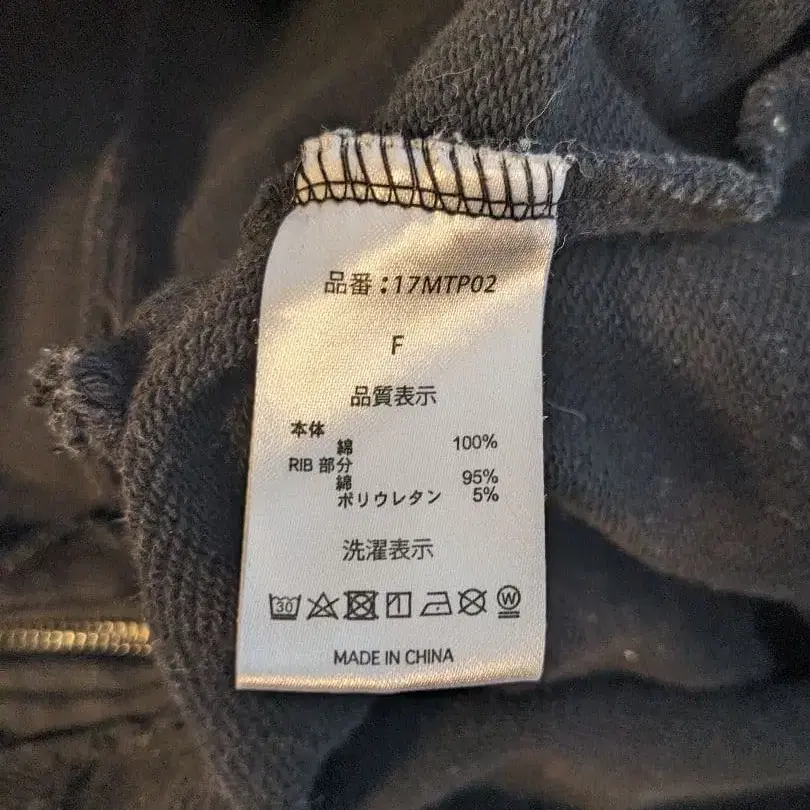 品番:17MTP02
F
品質表示
本体
綿 100%
RIB 部分
綿 95%
ポリウレタン 5%
洗濯表示
30 W
MADE IN CHINA